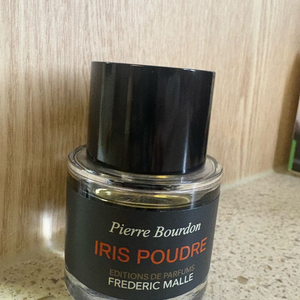 Pierre Bourdon
IRIS POUDRE
EDITIONS DE PARFUMS
FREDERIC MALLE